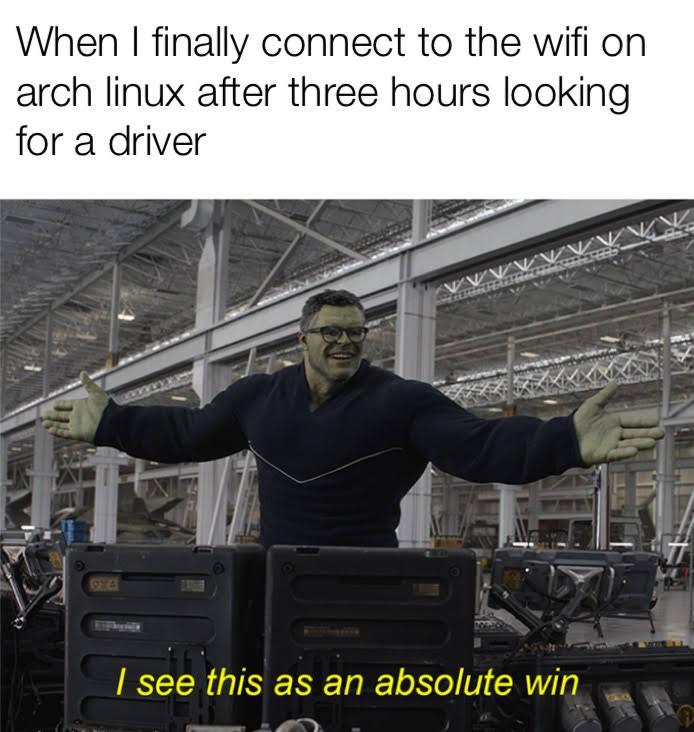 When I finally connect to the wifi on
arch linux after three hours looking
for a driver
I see this as an absolute win